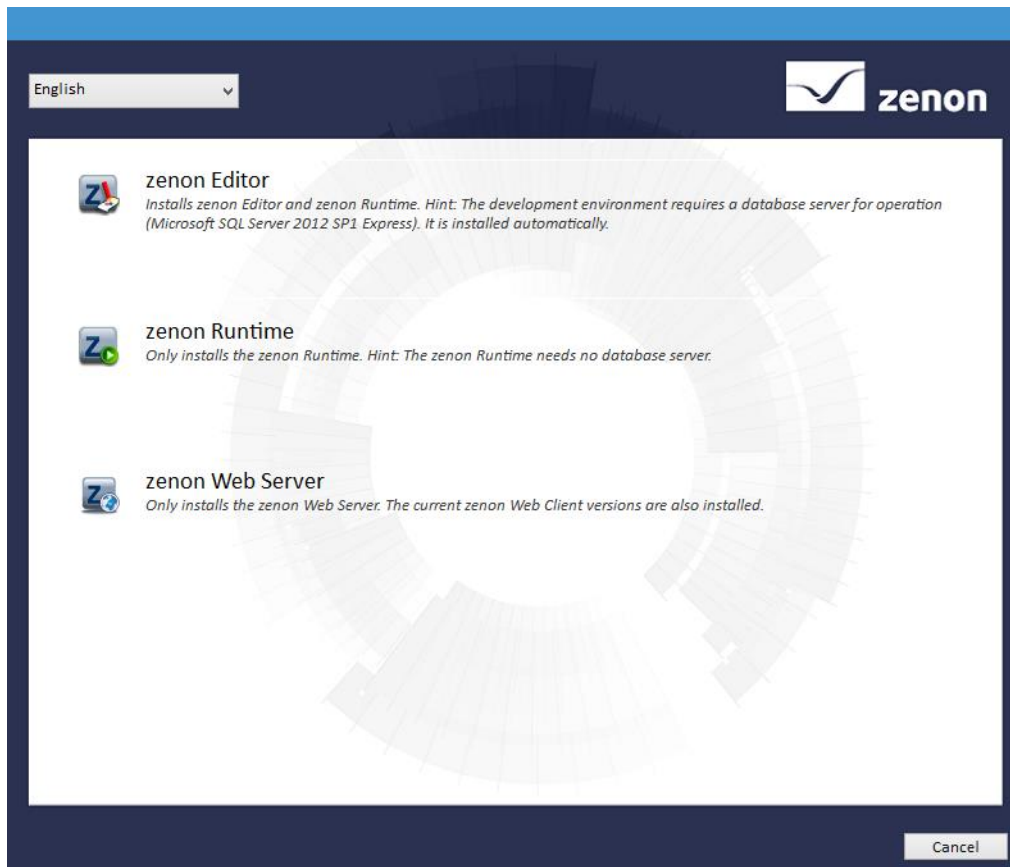 English
zenon
zenon Editor
Installs zenon Editor and zenon Runtime. Hint: The development environment requires a database server for operation
(Microsoft SQL Server 2012 SP1 Express). It is installed automatically.
zenon Runtime
Only installs the zenon Runtime. Hint: The zenon Runtime needs no database server.
zenon Web Server
Only installs the zenon Web Server. The current zenon Web Client versions are also installed.
Cancel